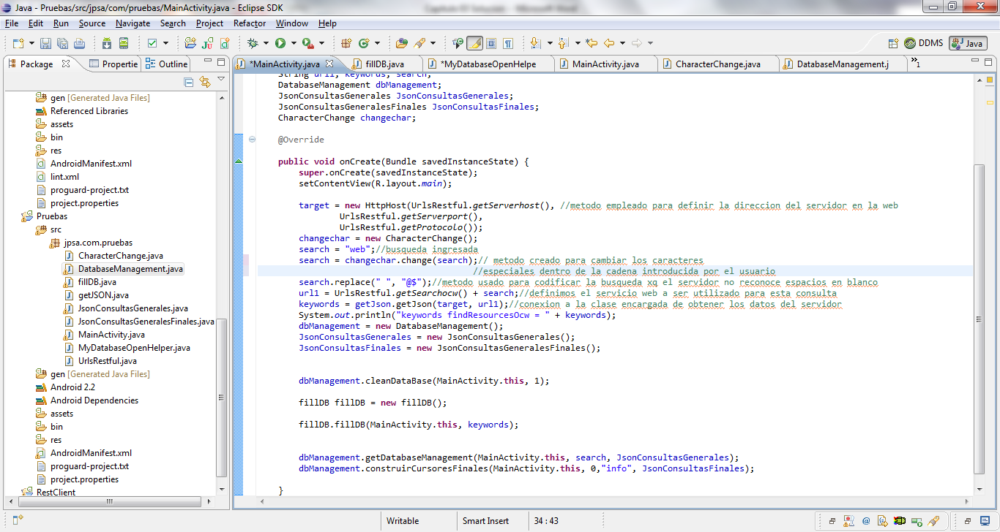 Java - Pruebas/src/jpsa/com/pruebas/MainActivity.java - Eclipse SDK
File Edit Run Source Navigate Search Project Refactor Window Help
DDMS Java
Package Propertie Outline
*MainActivity.java fillDB.java *MyDatabaseOpenHelpe MainActivity.java CharacterChange.java DatabaseManagement.j »1
gen [Generated Java Files]
Referenced Libraries
assets
bin
res
AndroidManifest.xml
lint.xml
proguard-project.txt
project.properties
Pruebas
src
jpsa.com.pruebas
CharacterChange.java
DatabaseManagement.java
fillDB.java
getJSON.java
JsonConsultasGenerales.java
JsonConsultasGeneralesFinales.java
MainActivity.java
MyDatabaseOpenHelper.java
UrlsRestful.java
gen [Generated Java Files]
Android 2.2
Android Dependencies
assets
bin
res
AndroidManifest.xml
proguard-project.txt
project.properties
RestClient
String url1, keywords, search;
DatabaseManagement dbManagement;
JsonConsultasGenerales JsonConsultasGenerales;
JsonConsultasGeneralesFinales JsonConsultasFinales;
CharacterChange changechar;
@Override
public void onCreate(Bundle savedInstanceState) {
super.onCreate(savedInstanceState);
setContentView(R.layout.main);
target = new HttpHost(UrlsRestful.getServerhost(), //metodo empleado para definir la direccion del servidor en la web
UrlsRestful.getServerport(),
UrlsRestful.getProtocolo());
changechar = new CharacterChange();
search = "web";//busqueda ingresada
search = changechar.change(search);// metodo creado para cambiar los caracteres
//especiales dentro de la cadena introducida por el usuario
search.replace(" ", "@$");//metodo usado para codificar la busqueda xq el servidor no reconoce espacios en blanco
url1 = UrlsRestful.getSearchocw() + search;//definimos el servicio web a ser utilizado para esta consulta
keywords = getJson.getJson(target, url1);//conexion a la clase encargada de obtener los datos del servidor
System.out.println("keywords findResourcesOcw = " + keywords);
dbManagement = new DatabaseManagement();
JsonConsultasGenerales = new JsonConsultasGenerales();
JsonConsultasFinales = new JsonConsultasGeneralesFinales();
dbManagement.cleanDataBase(MainActivity.this, 1);
fillDB fillDB = new fillDB();
fillDB.fillDB(MainActivity.this, keywords);
dbManagement.getDatabaseManagement(MainActivity.this, search, JsonConsultasGenerales);
dbManagement.construirCursoresFinales(MainActivity.this, 0,"info", JsonConsultasFinales);
}
Writable Smart Insert 34 : 43